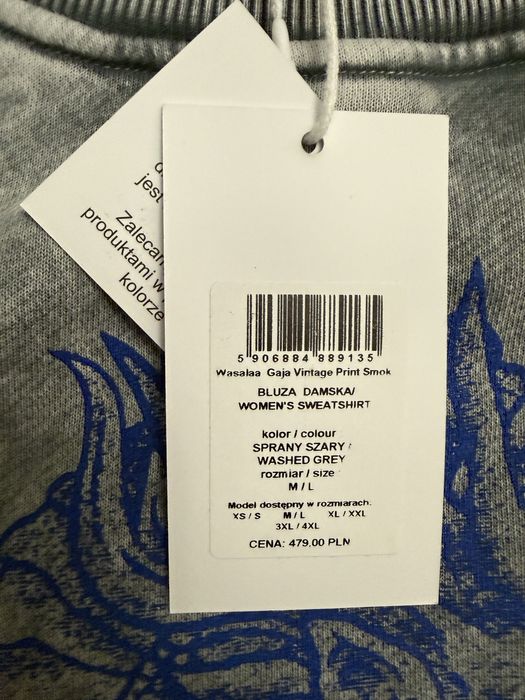 jest
Zalecam
produktami w
kolorze
5 906884 889135
Wasalaa Gaja Vintage Print Smok
BLUZA DAMSKA/
WOMEN'S SWEATSHIRT
kolor / colour
SPRANY SZARY /
WASHED GREY
rozmiar / size
M / L
Model dostępny w rozmiarach:
XS / S M / L XL / XXL
3XL / 4XL
CENA: 479.00 PLN